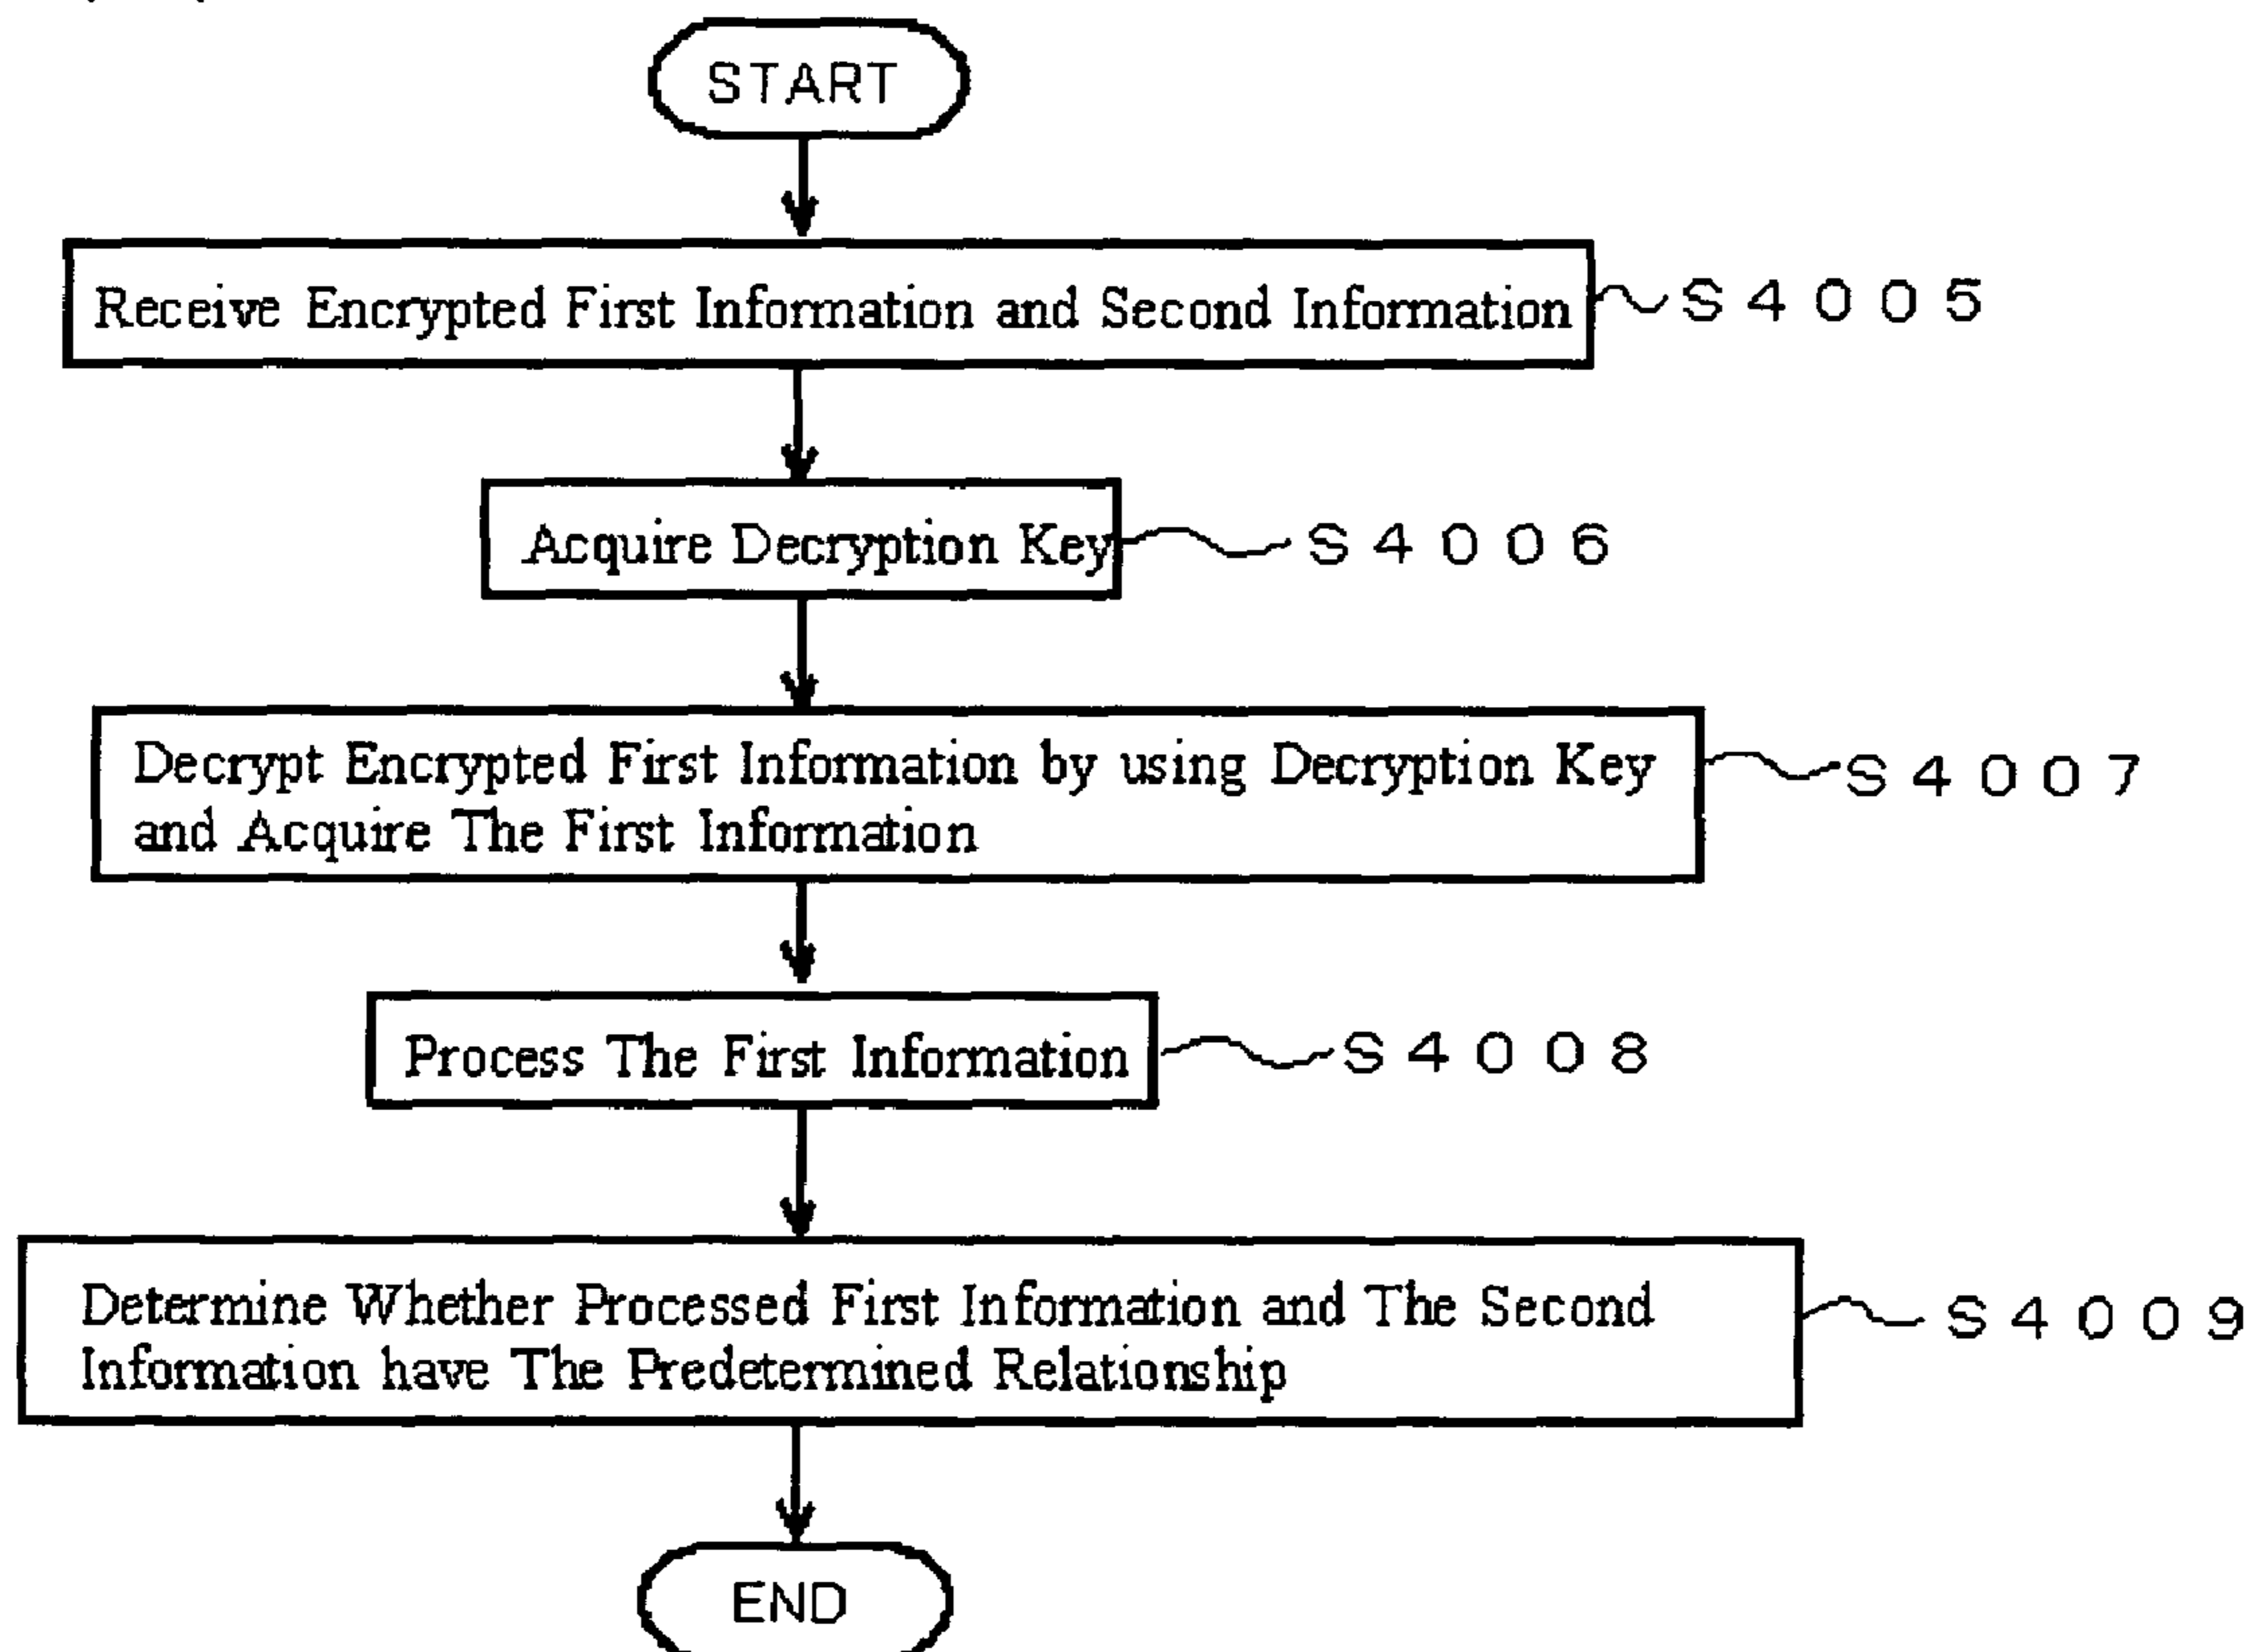 START
Receive Encrypted First Information and Second Information
S4005
Acquire Decryption Key
S4006
Decrypt Encrypted First Information by using Decryption Key
and Acquire The First Information
S4007
Process The First Information
S4008
Determine Whether Processed First Information and The Second
Information have The Predetermined Relationship
S4009
END